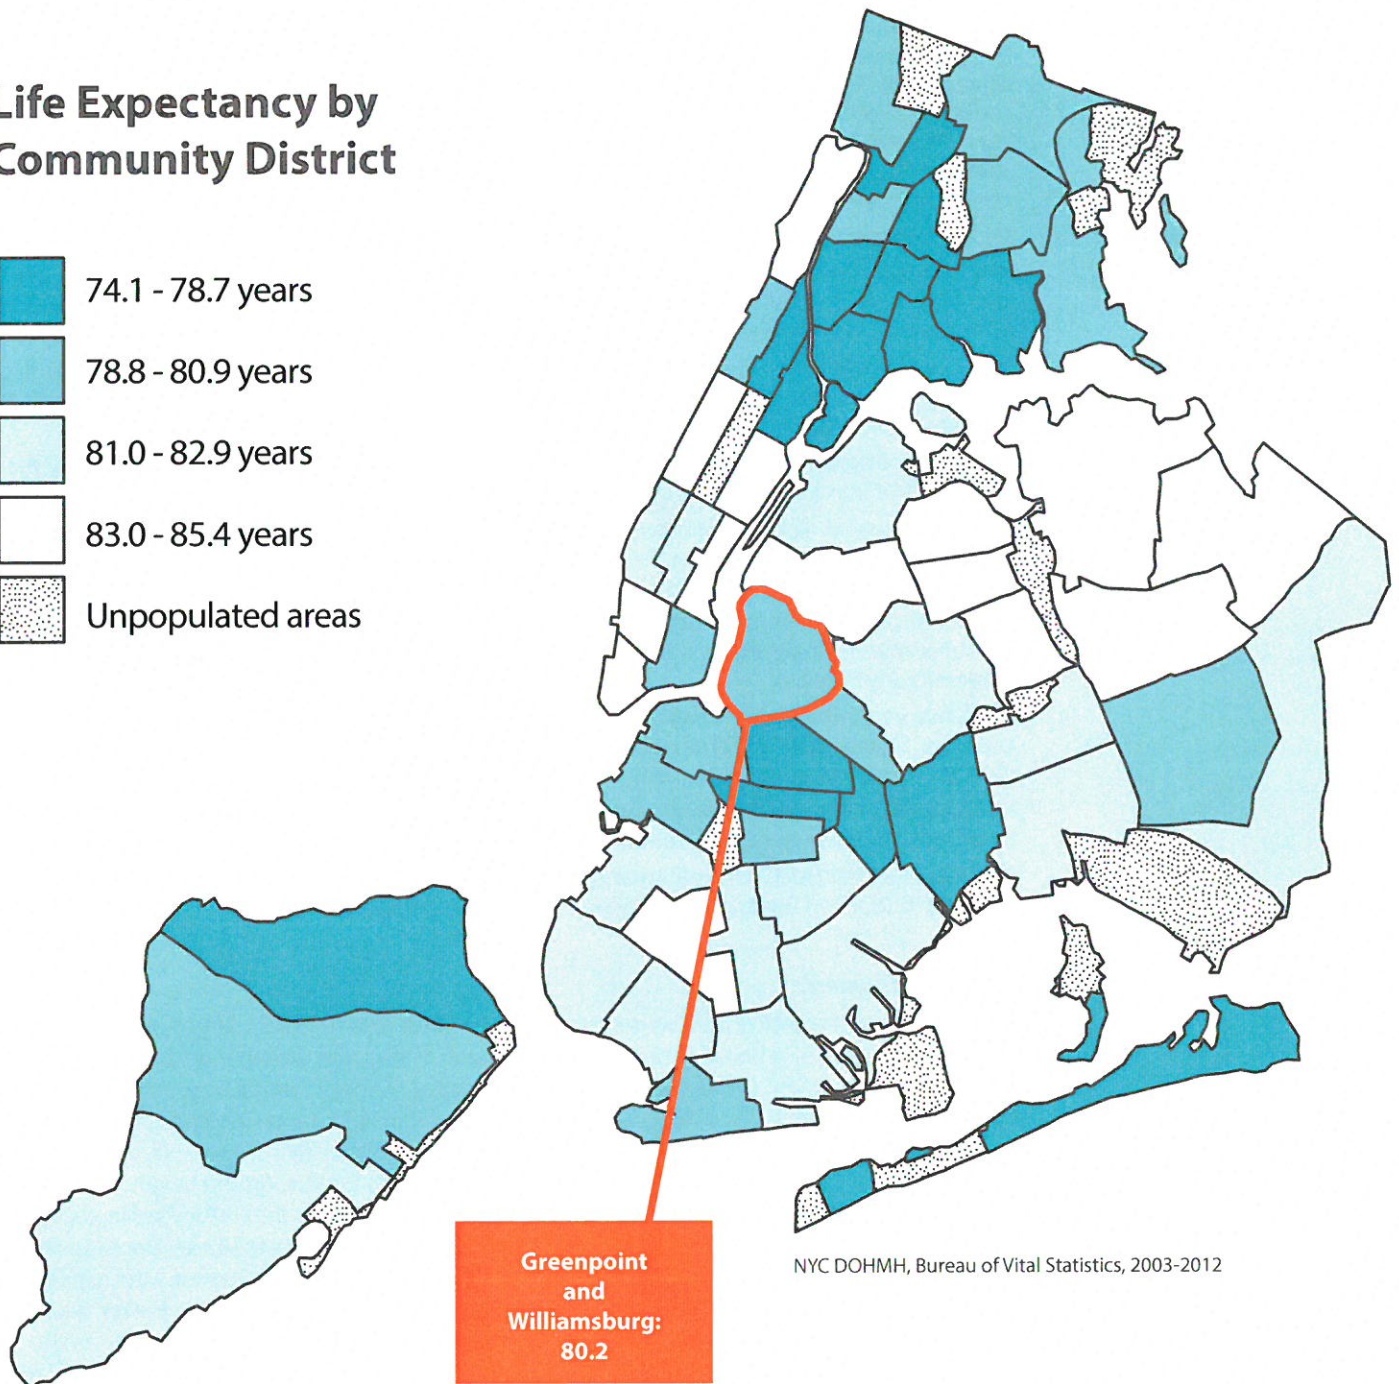 Life Expectancy by
Community District
74.1 - 78.7 years
78.8 - 80.9 years
81.0 - 82.9 years
83.0 - 85.4 years
Unpopulated areas
Greenpoint
and
Williamsburg:
80.2
NYC DOHMH, Bureau of Vital Statistics, 2003-2012